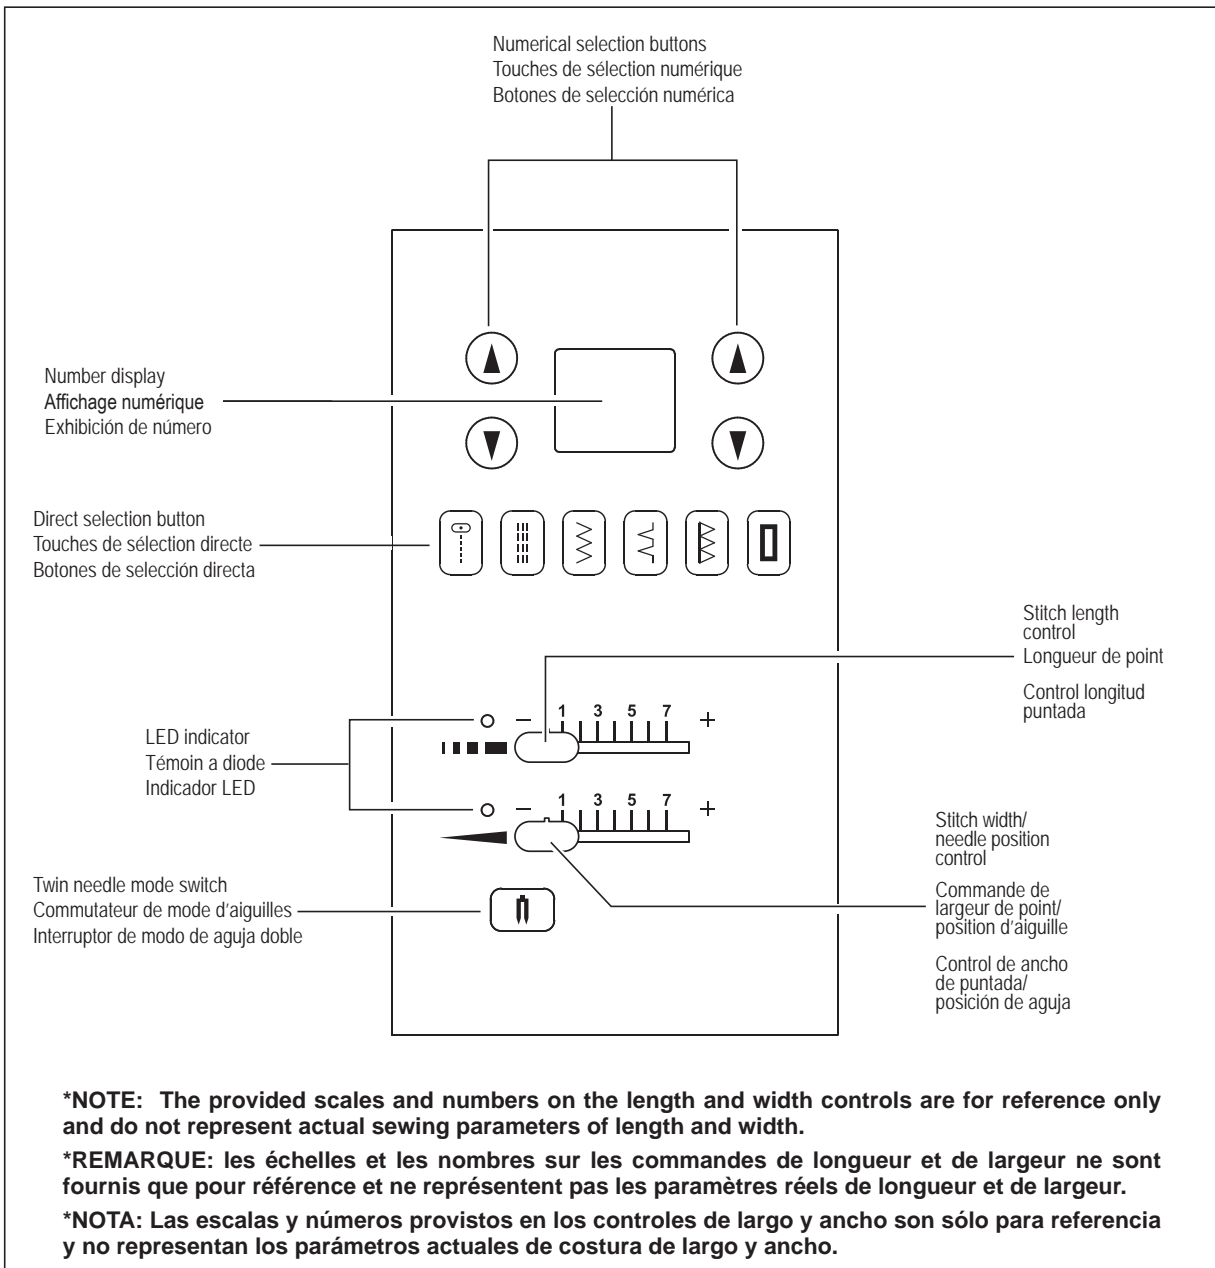 Numerical selection buttons
Touches de sélection numérique
Botones de selección numérica
Number display
Affichage numérique
Exhibición de número
Direct selection button
Touches de sélection directe
Botones de selección directa
Stitch length
control
Longueur de point
Control longitud
puntada
– 1 3 5 7 +
LED indicator
Témoin a diode
Indicador LED
– 1 3 5 7 +
Stitch width/
needle position
control
Commande de
largeur de point/
position d'aiguille
Control de ancho
de puntada/
posición de aguja
Twin needle mode switch
Commutateur de mode d'aiguilles
Interruptor de modo de aguja doble
*NOTE: The provided scales and numbers on the length and width controls are for reference only
and do not represent actual sewing parameters of length and width.
*REMARQUE: les échelles et les nombres sur les commandes de longueur et de largeur ne sont
fournis que pour référence et ne représentent pas les paramètres réels de longueur et de largeur.
*NOTA: Las escalas y números provistos en los controles de largo y ancho son sólo para referencia
y no representan los parámetros actuales de costura de largo y ancho.